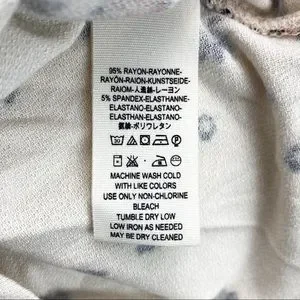 95% RAYON-RAYONNE-
RAYÓN-RAION-KUNSTSEIDE-
RAIOM-人造絲-レーヨン
5% SPANDEX-ELASTHANNE-
ELASTANO-ELASTANO-
ELASTHAN-ELASTANO-
氨綸-ポリウレタン
MACHINE WASH COLD
WITH LIKE COLORS
USE ONLY NON-CHLORINE
BLEACH
TUMBLE DRY LOW
LOW IRON AS NEEDED
MAY BE DRY CLEANED